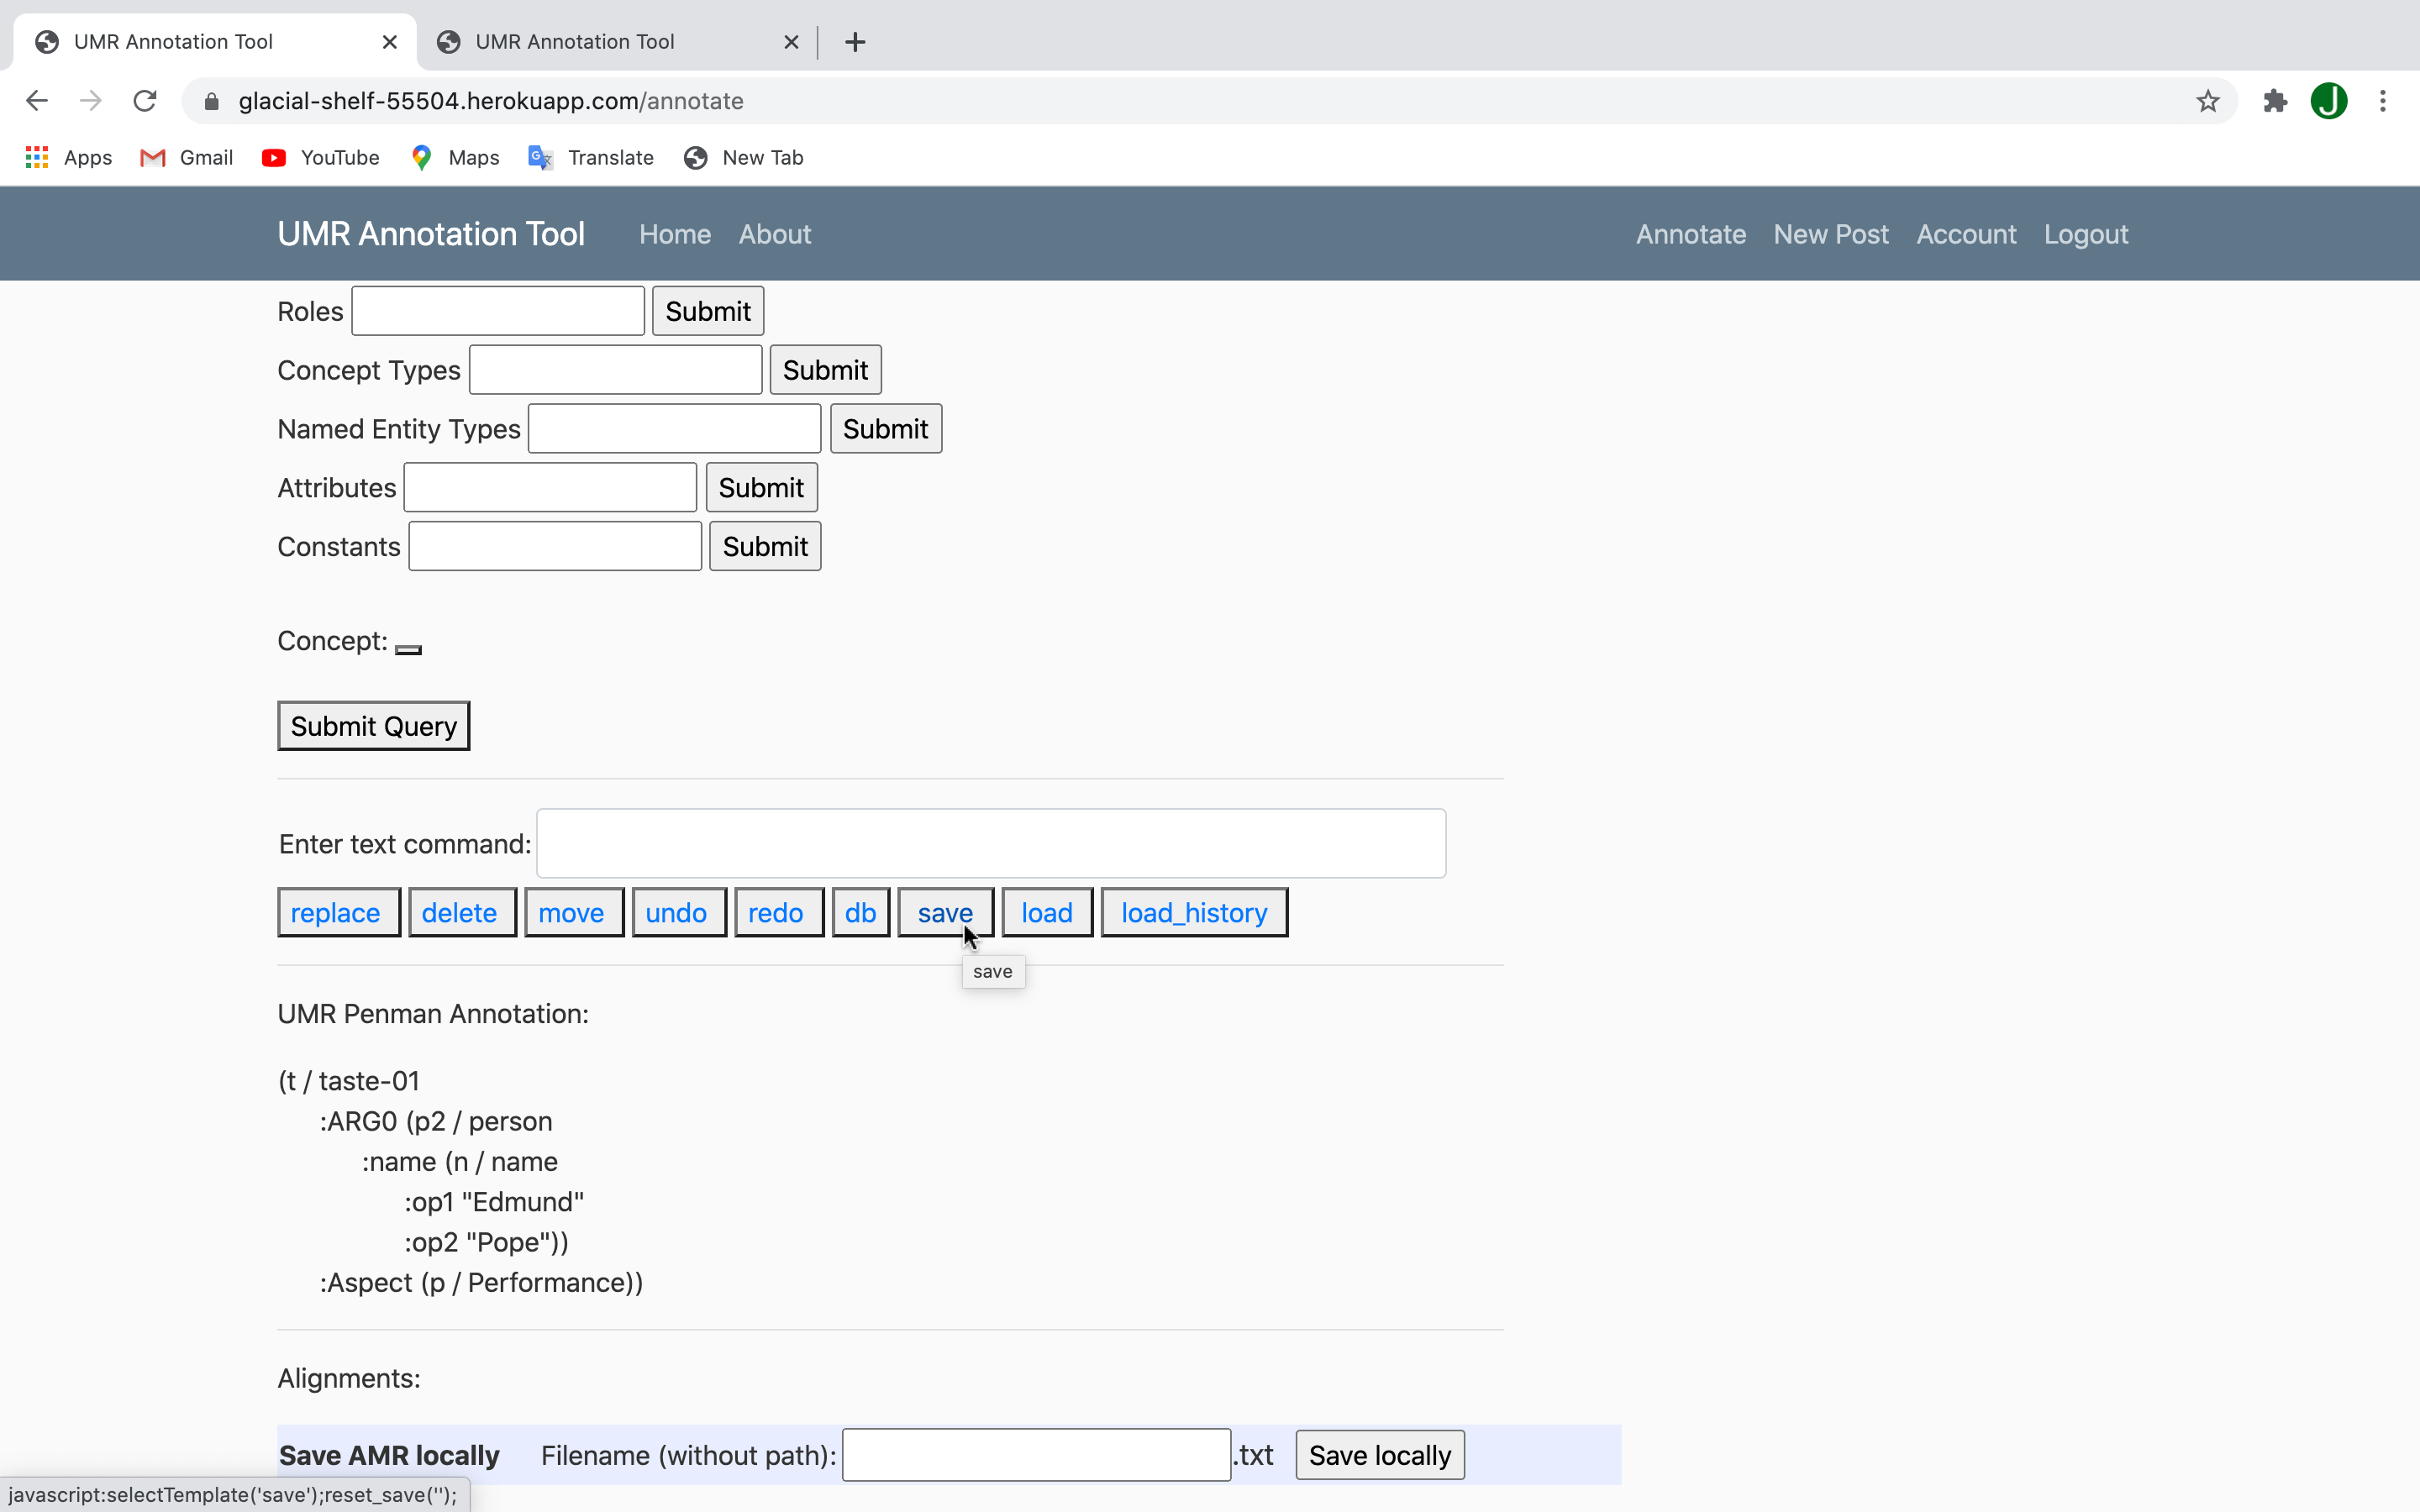 UMR Annotation Tool
UMR Annotation Tool
glacial-shelf-55504.herokuapp.com/annotate
J
Apps Gmail YouTube Maps Translate New Tab
UMR Annotation Tool Home About Annotate New Post Account Logout
Roles Submit
Concept Types Submit
Named Entity Types Submit
Attributes Submit
Constants Submit
Concept:
Submit Query
Enter text command:
replace delete move undo redo db save load load_history
save
UMR Penman Annotation:
(t / taste-01
:ARG0 (p2 / person
:name (n / name
:op1 "Edmund"
:op2 "Pope"))
:Aspect (p / Performance))
Alignments:
Save AMR locally Filename (without path): .txt Save locally
javascript:selectTemplate('save');reset_save('');